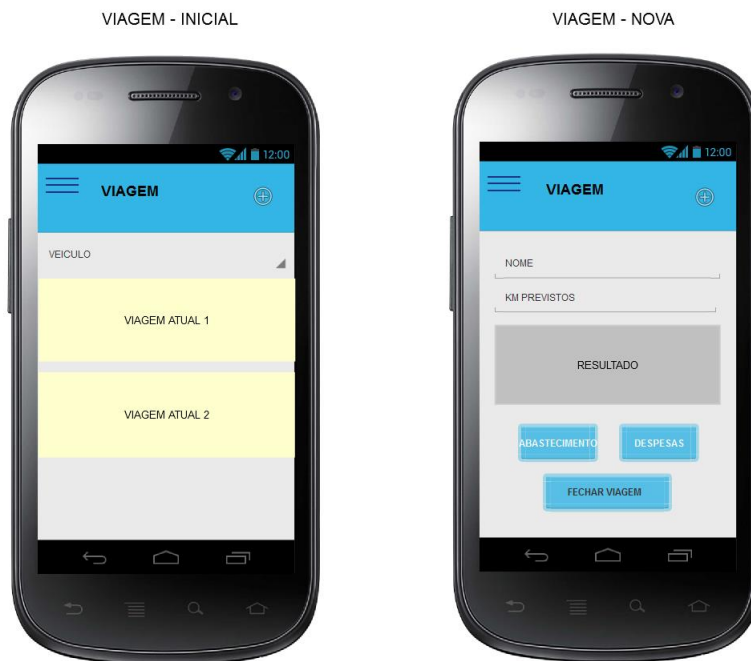 VIAGEM - INICIAL
12:00
VIAGEM
VEICULO
VIAGEM ATUAL 1
VIAGEM ATUAL 2
VIAGEM - NOVA
12:00
VIAGEM
NOME
KM PREVISTOS
RESULTADO
ABASTECIMENTO
DESPESAS
FECHAR VIAGEM